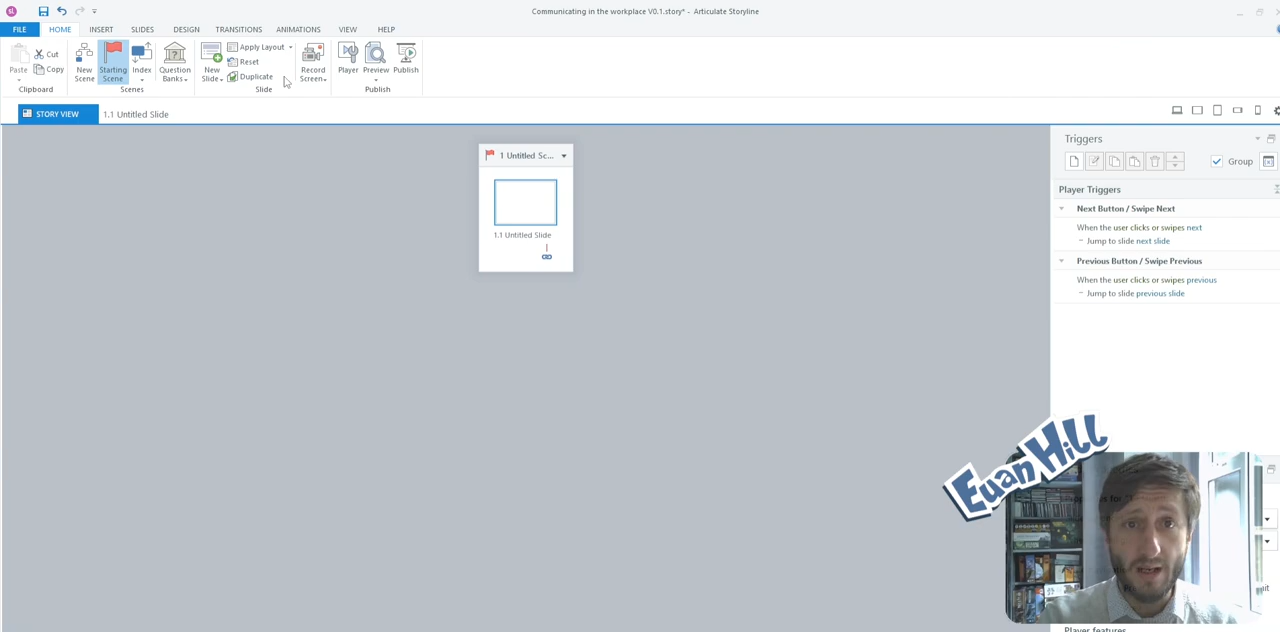 Communicating in the workplace V0.1.story* - Articulate Storyline
FILE HOME INSERT SLIDES DESIGN TRANSITIONS ANIMATIONS VIEW HELP
Paste Cut Copy
Clipboard
New Scene Starting Scene Index Question Banks
Scenes
New Slide Apply Layout Reset Duplicate
Slide
Record Screen
Player Preview Publish
Publish
STORY VIEW 1.1 Untitled Slide
1 Untitled Sc...
1.1 Untitled Slide
Triggers
Group
Player Triggers
Next Button / Swipe Next
When the user clicks or swipes next
Jump to slide next slide
Previous Button / Swipe Previous
When the user clicks or swipes previous
Jump to slide previous slide
Euan Hill
Player features